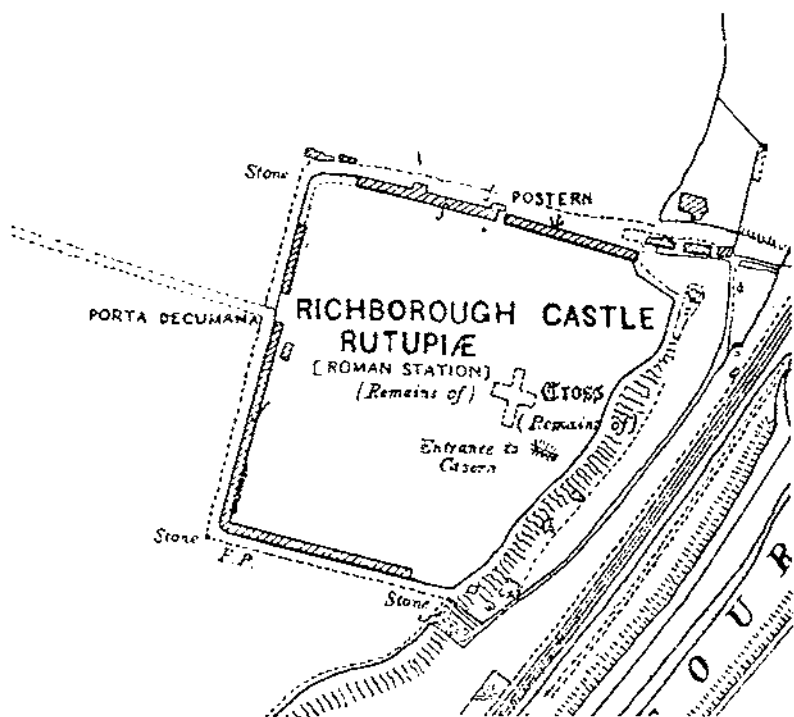 Stone
POSTERN
PORTA DECUMANA
RICHBOROUGH CASTLE
RUTUPIÆ
[ROMAN STATION]
(Remains of)
Cross
(Remains of)
Entrance to
Cavern
Stone
F.P.
Stone
OUR